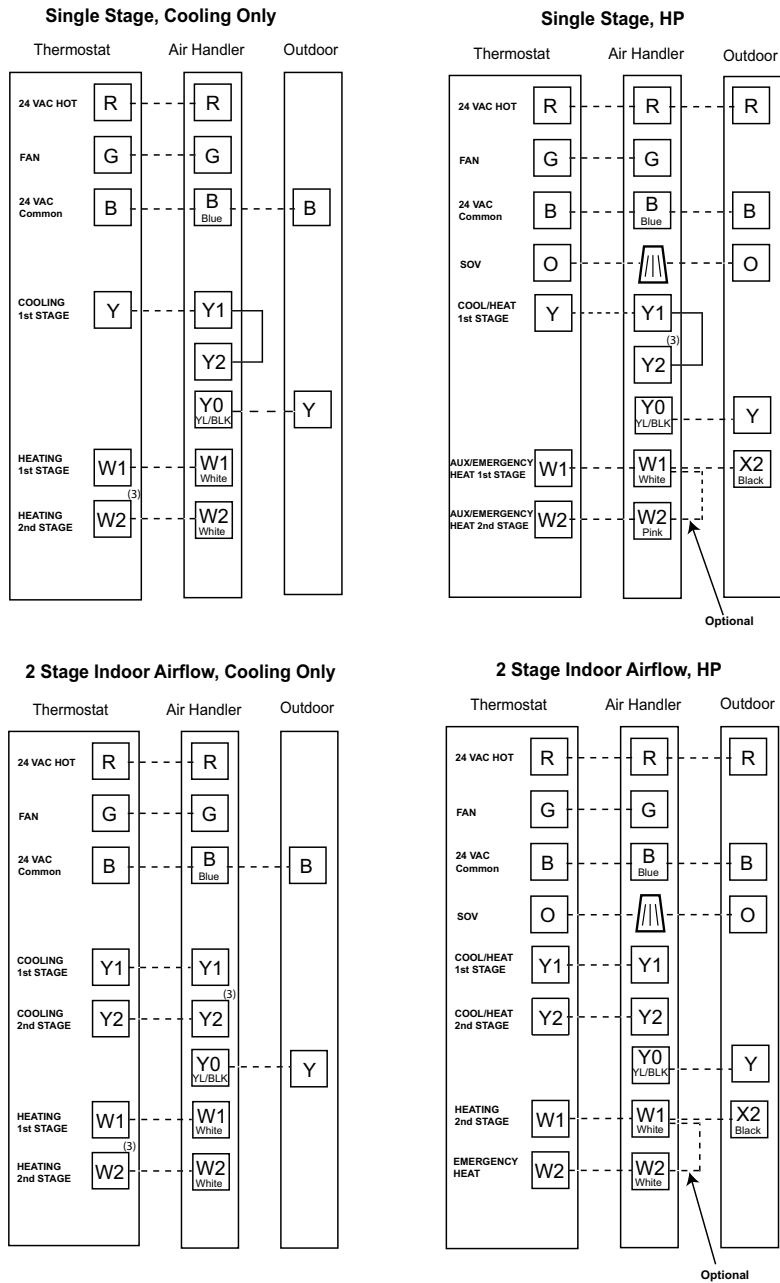 Single Stage, Cooling Only
Thermostat Air Handler Outdoor
24 VAC HOT R R
FAN G G
24 VAC
Common B B B
Blue
COOLING
1st STAGE Y Y1
Y2
Y0 Y
YL/BLK
HEATING
1st STAGE W1 W1
White
(3)
HEATING
2nd STAGE W2 W2
White
Single Stage, HP
Thermostat Air Handler Outdoor
24 VAC HOT R R R
FAN G G
24 VAC
Common B B B
Blue
SOV O O
COOL/HEAT
1st STAGE Y Y1
(3)
Y2
Y0 Y
YL/BLK
AUX/EMERGENCY
HEAT 1st STAGE W1 W1 X2
White Black
AUX/EMERGENCY
HEAT 2nd STAGE W2 W2
Pink
Optional
2 Stage Indoor Airflow, Cooling Only
Thermostat Air Handler Outdoor
24 VAC HOT R R
FAN G G
24 VAC
Common B B B
Blue
COOLING
1st STAGE Y1 Y1
(3)
COOLING
2nd STAGE Y2 Y2
Y0 Y
YL/BLK
HEATING
1st STAGE W1 W1
White
(3)
HEATING
2nd STAGE W2 W2
White
2 Stage Indoor Airflow, HP
Thermostat Air Handler Outdoor
24 VAC HOT R R R
FAN G G
24 VAC
Common B B B
Blue
SOV O O
COOL/HEAT
1st STAGE Y1 Y1
COOL/HEAT
2nd STAGE Y2 Y2
Y0 Y
YL/BLK
HEATING
2nd STAGE W1 W1 X2
White Black
EMERGENCY
HEAT W2 W2
White
Optional